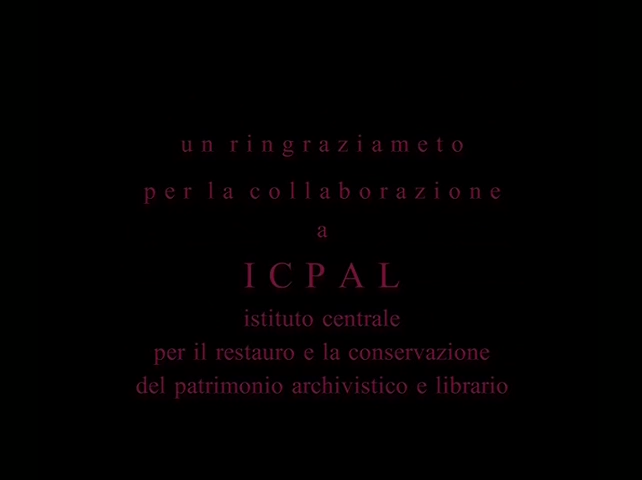 un ringraziameto
per la collaborazione
a
ICPAL
istituto centrale
per il restauro e la conservazione
del patrimonio archivistico e librario